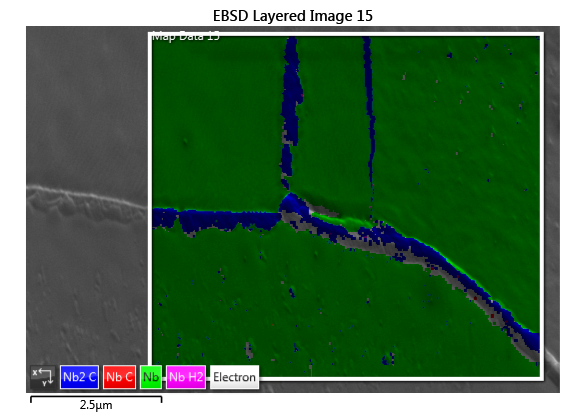 EBSD Layered Image 15
Map Data 15
X Y Nb2 C Nb C Nb Nb H2 Electron
2.5µm